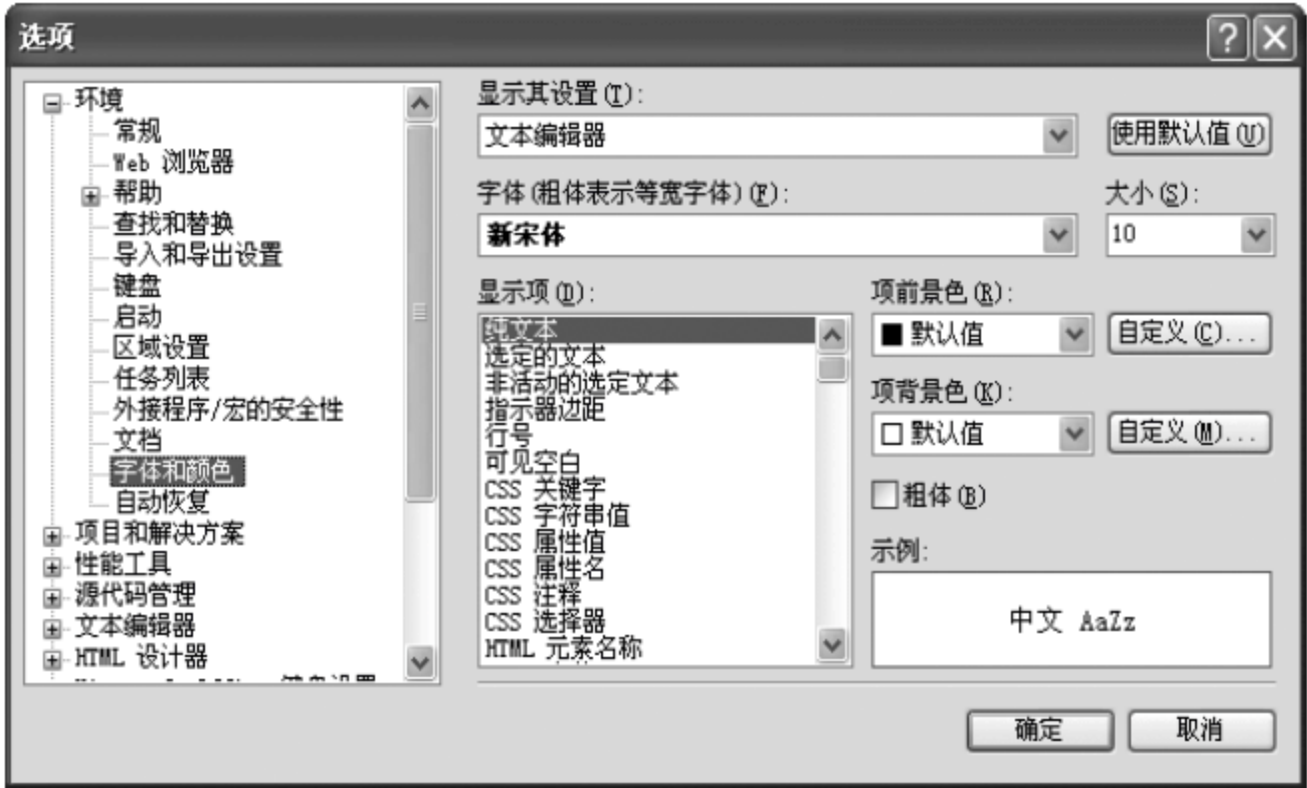 选项
环境
常规
Web 浏览器
帮助
查找和替换
导入和导出设置
键盘
启动
区域设置
任务列表
外接程序/宏的安全性
文档
字体和颜色
自动恢复
项目和解决方案
性能工具
源代码管理
文本编辑器
HTML 设计器
显示其设置(T):
文本编辑器
使用默认值(U)
字体(粗体表示等宽字体)(F):
大小(S):
新宋体
10
显示项(D):
纯文本
选定的文本
非活动的选定文本
指示器边距
行号
可见空白
CSS 关键字
CSS 字符串值
CSS 属性值
CSS 属性名
CSS 注释
CSS 选择器
HTML 元素名称
项前景色(R):
默认值
自定义(C)...
项背景色(K):
默认值
自定义(M)...
粗体(B)
示例:
中文 AaZz
确定
取消